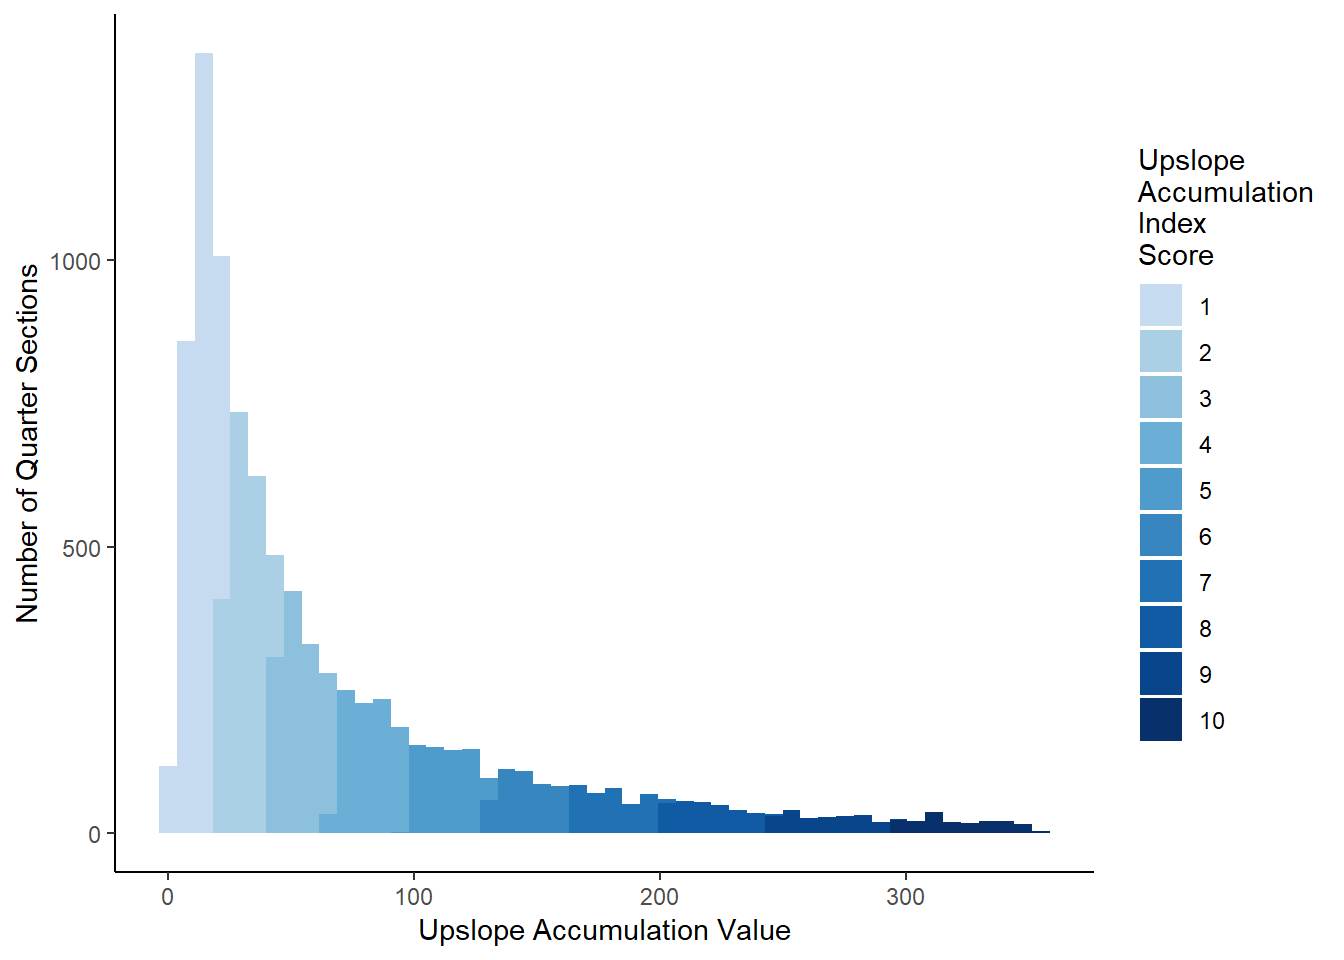 Number of Quarter Sections
1000
500
0
0
100
200
300
Upslope Accumulation Value
Upslope
Accumulation
Index
Score
1
2
3
4
5
6
7
8
9
10